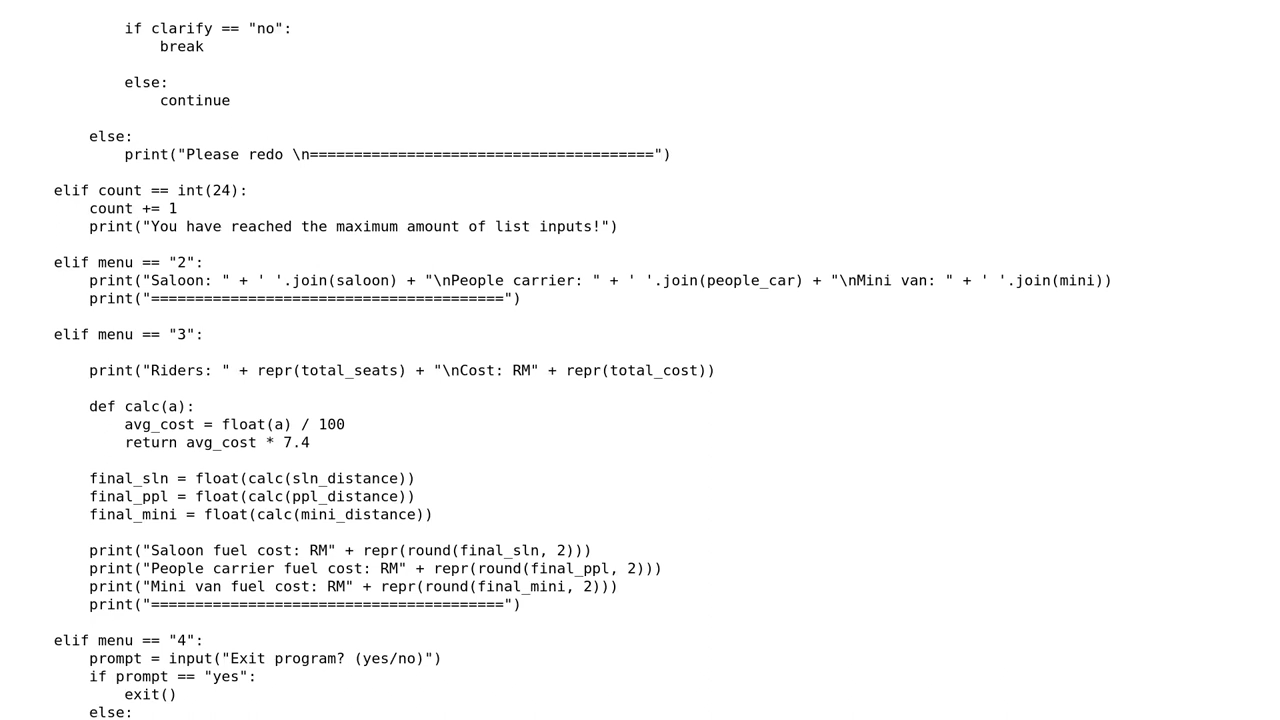 if clarify == "no":
break
else:
continue
else:
print("Please redo \n=======================================")
elif count == int(24):
count += 1
print("You have reached the maximum amount of list inputs!")
elif menu == "2":
print("Saloon: " + ' '.join(saloon) + "\nPeople carrier: " + ' '.join(people_car) + "\nMini van: " + ' '.join(mini))
print("========================================")
elif menu == "3":
print("Riders: " + repr(total_seats) + "\nCost: RM" + repr(total_cost))
def calc(a):
avg_cost = float(a) / 100
return avg_cost * 7.4
final_sln = float(calc(sln_distance))
final_ppl = float(calc(ppl_distance))
final_mini = float(calc(mini_distance))
print("Saloon fuel cost: RM" + repr(round(final_sln, 2)))
print("People carrier fuel cost: RM" + repr(round(final_ppl, 2)))
print("Mini van fuel cost: RM" + repr(round(final_mini, 2)))
print("========================================")
elif menu == "4":
prompt = input("Exit program? (yes/no)")
if prompt == "yes":
exit()
else: